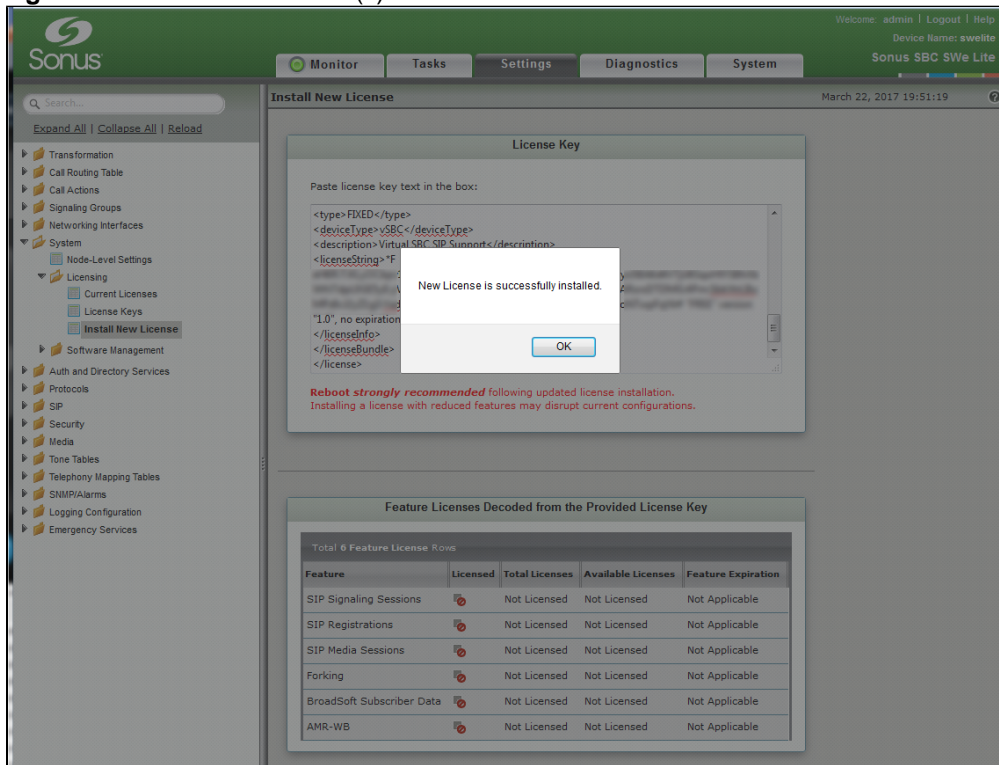 Welcome: admin | Logout | Help
Device Name: swelite
Sonus SBC SWe Lite
Sonus
Monitor
Tasks
Settings
Diagnostics
System
Search...
Expand All | Collapse All | Reload
Transformation
Call Routing Table
Call Actions
Signaling Groups
Networking Interfaces
System
Node-Level Settings
Licensing
Current Licenses
License Keys
Install New License
Software Management
Auth and Directory Services
Protocols
SIP
Security
Media
Tone Tables
Telephony Mapping Tables
SNMP/Alarms
Logging Configuration
Emergency Services
Install New License
March 22, 2017 19:51:19
License Key
Paste license key text in the box:
<type>FIXED</type>
<deviceType>vSBC</deviceType>
<description>Virtual SBC SIP Support</description>
<licenseString>*F
"1.0", no expiration
</licenseInfo>
</licenseBundle>
</license>
New License is successfully installed.
OK
Reboot strongly recommended following updated license installation.
Installing a license with reduced features may disrupt current configurations.
Feature Licenses Decoded from the Provided License Key
Total 6 Feature License Rows
Feature Licensed Total Licenses Available Licenses Feature Expiration
SIP Signaling Sessions Not Licensed Not Licensed Not Applicable
SIP Registrations Not Licensed Not Licensed Not Applicable
SIP Media Sessions Not Licensed Not Licensed Not Applicable
Forking Not Licensed Not Licensed Not Applicable
BroadSoft Subscriber Data Not Licensed Not Licensed Not Applicable
AMR-WB Not Licensed Not Licensed Not Applicable